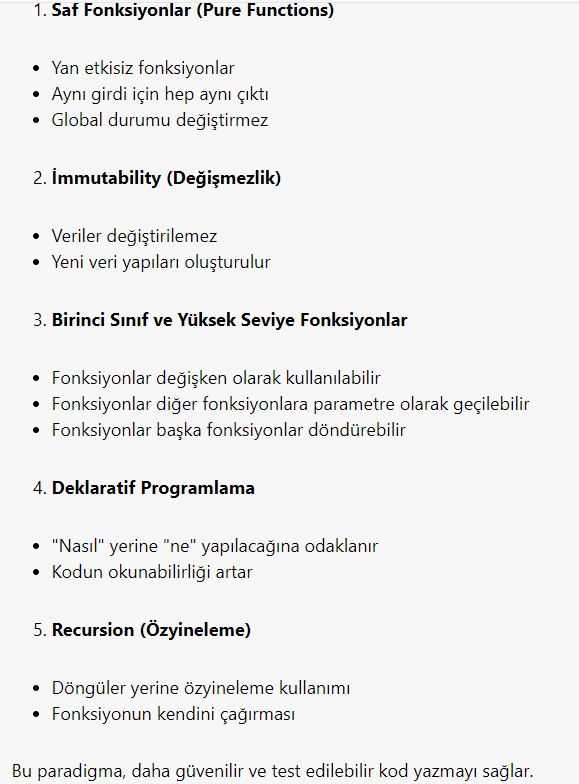 1. Saf Fonksiyonlar (Pure Functions)
• Yan etkisiz fonksiyonlar
• Aynı girdi için hep aynı çıktı
• Global durumu değiştirmez
2. İmmutability (Değişmezlik)
• Veriler değiştirilemez
• Yeni veri yapıları oluşturulur
3. Birinci Sınıf ve Yüksek Seviye Fonksiyonlar
• Fonksiyonlar değişken olarak kullanılabilir
• Fonksiyonlar diğer fonksiyonlara parametre olarak geçilebilir
• Fonksiyonlar başka fonksiyonlar döndürebilir
4. Deklaratif Programlama
• "Nasıl" yerine "ne" yapılacağına odaklanır
• Kodun okunabilirliği artar
5. Recursion (Özyineleme)
• Döngüler yerine özyineleme kullanımı
• Fonksiyonun kendini çağırması
Bu paradigma, daha güvenilir ve test edilebilir kod yazmayı sağlar.